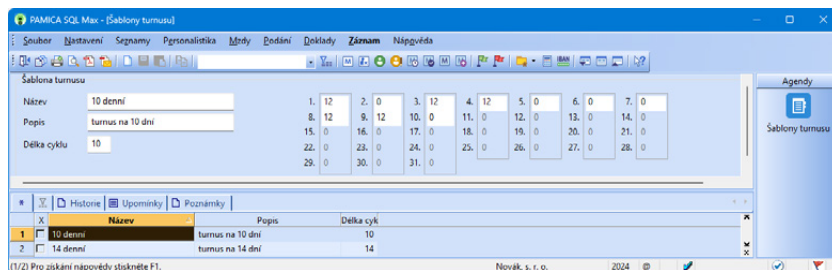 PAMICA SQL Max - [Šablony turnusu]
Soubor Nastavení Seznamy Personalistika Mzdy Podání Doklady Záznam Nápověda
IBAN
Šablona turnusu
Název 10 denní
Popis turnus na 10 dní
Délka cyklu 10
1. 12 2. 0 3. 12 4. 12 5. 0 6. 0 7. 0
8. 12 9. 12 10. 0 11. 0 12. 0 13. 0 14. 0
15. 0 16. 0 17. 0 18. 0 19. 0 20. 0 21. 0
22. 0 23. 0 24. 0 25. 0 26. 0 27. 0 28. 0
29. 0 30. 0 31. 0
Agendy
Šablony turnusu
* Historie Upomínky Poznámky
X Název Popis Délka cyk
1 10 denní turnus na 10 dní 10
2 14 denní turnus na 14 dní 14
(1/2) Pro získání nápovědy stiskněte F1. Novák, s. r. o. 2024 @